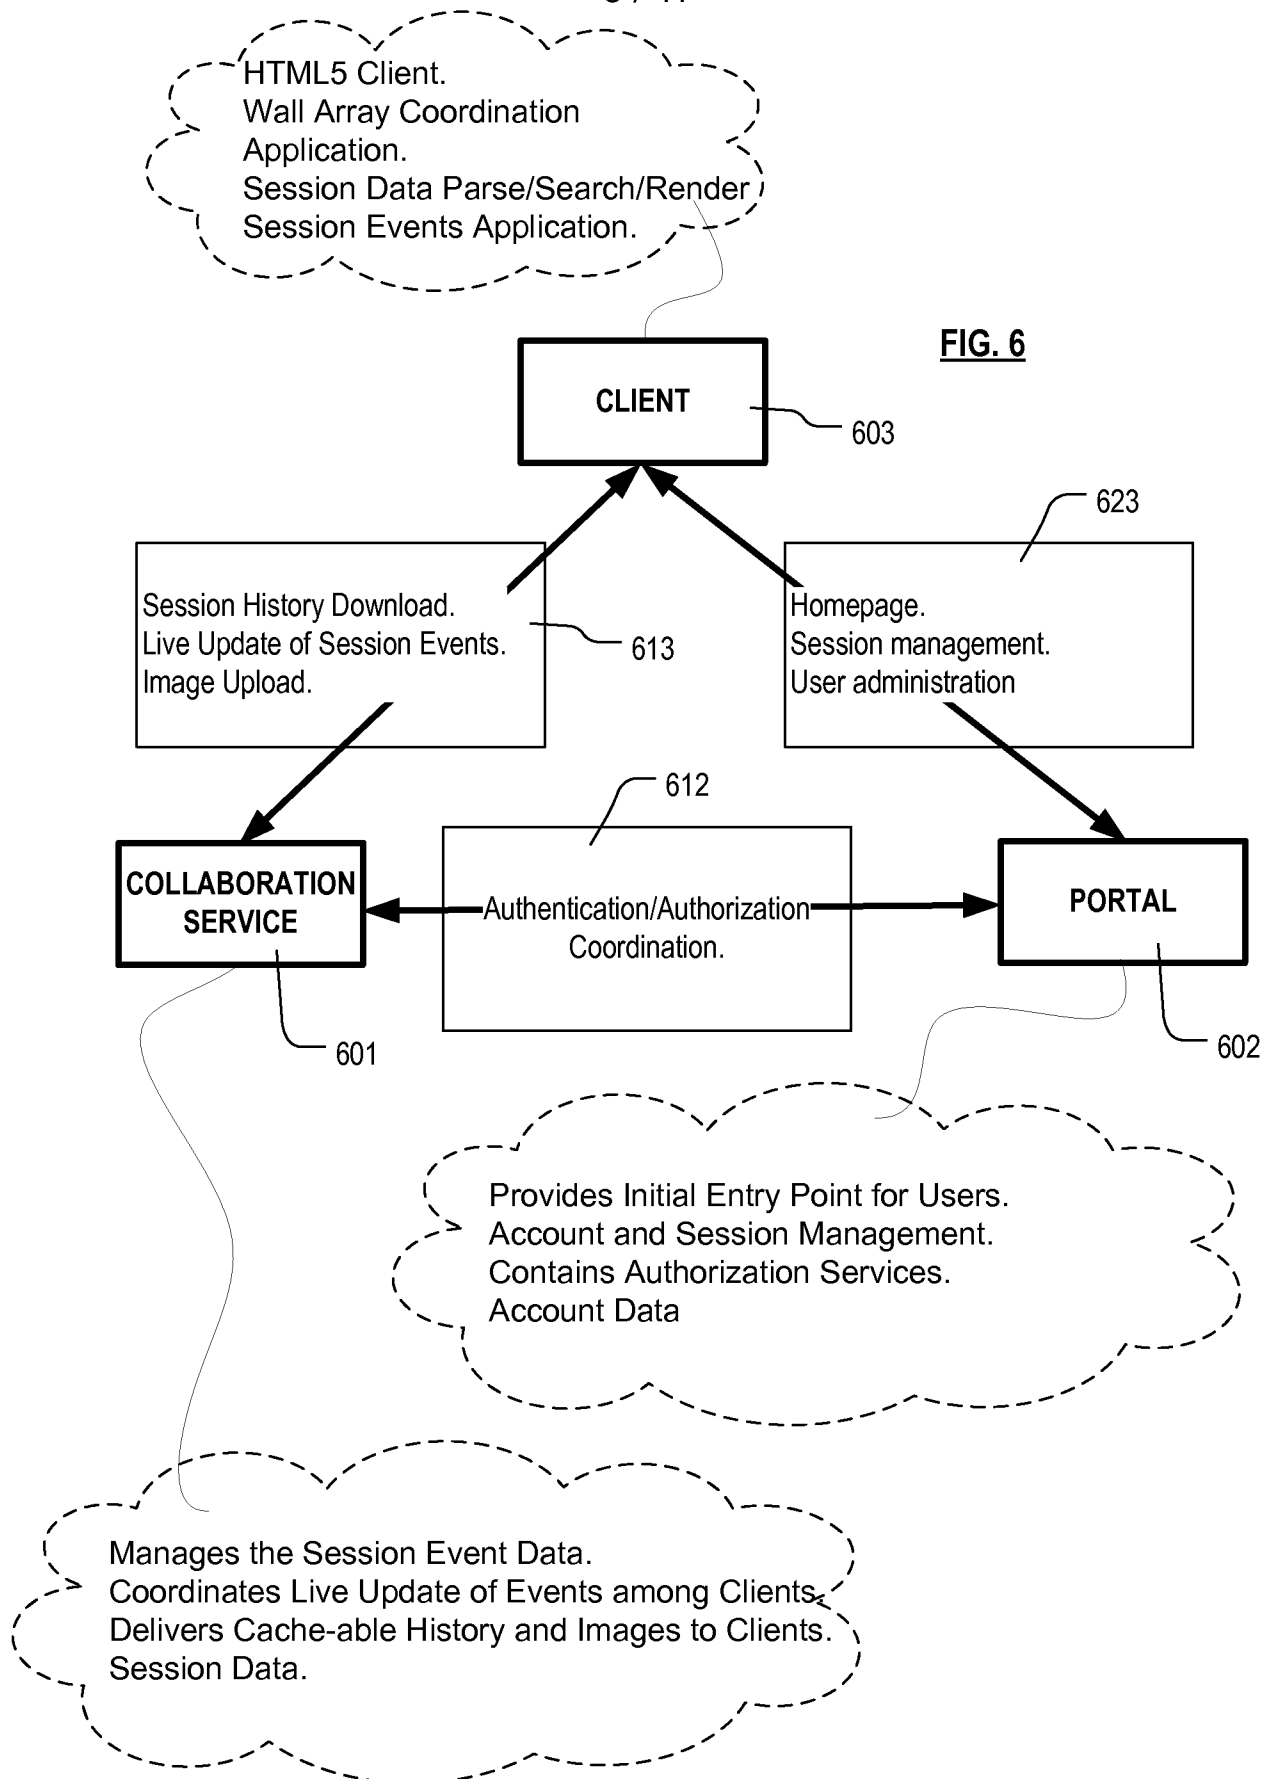 HTML5 Client.
Wall Array Coordination
Application.
Session Data Parse/Search/Render
Session Events Application.
FIG. 6
CLIENT
603
623
Session History Download.
Live Update of Session Events.
Image Upload.
613
Homepage.
Session management.
User administration
612
COLLABORATION
SERVICE
Authentication/Authorization
Coordination.
PORTAL
601
602
Provides Initial Entry Point for Users.
Account and Session Management.
Contains Authorization Services.
Account Data
Manages the Session Event Data.
Coordinates Live Update of Events among Clients.
Delivers Cache-able History and Images to Clients.
Session Data.